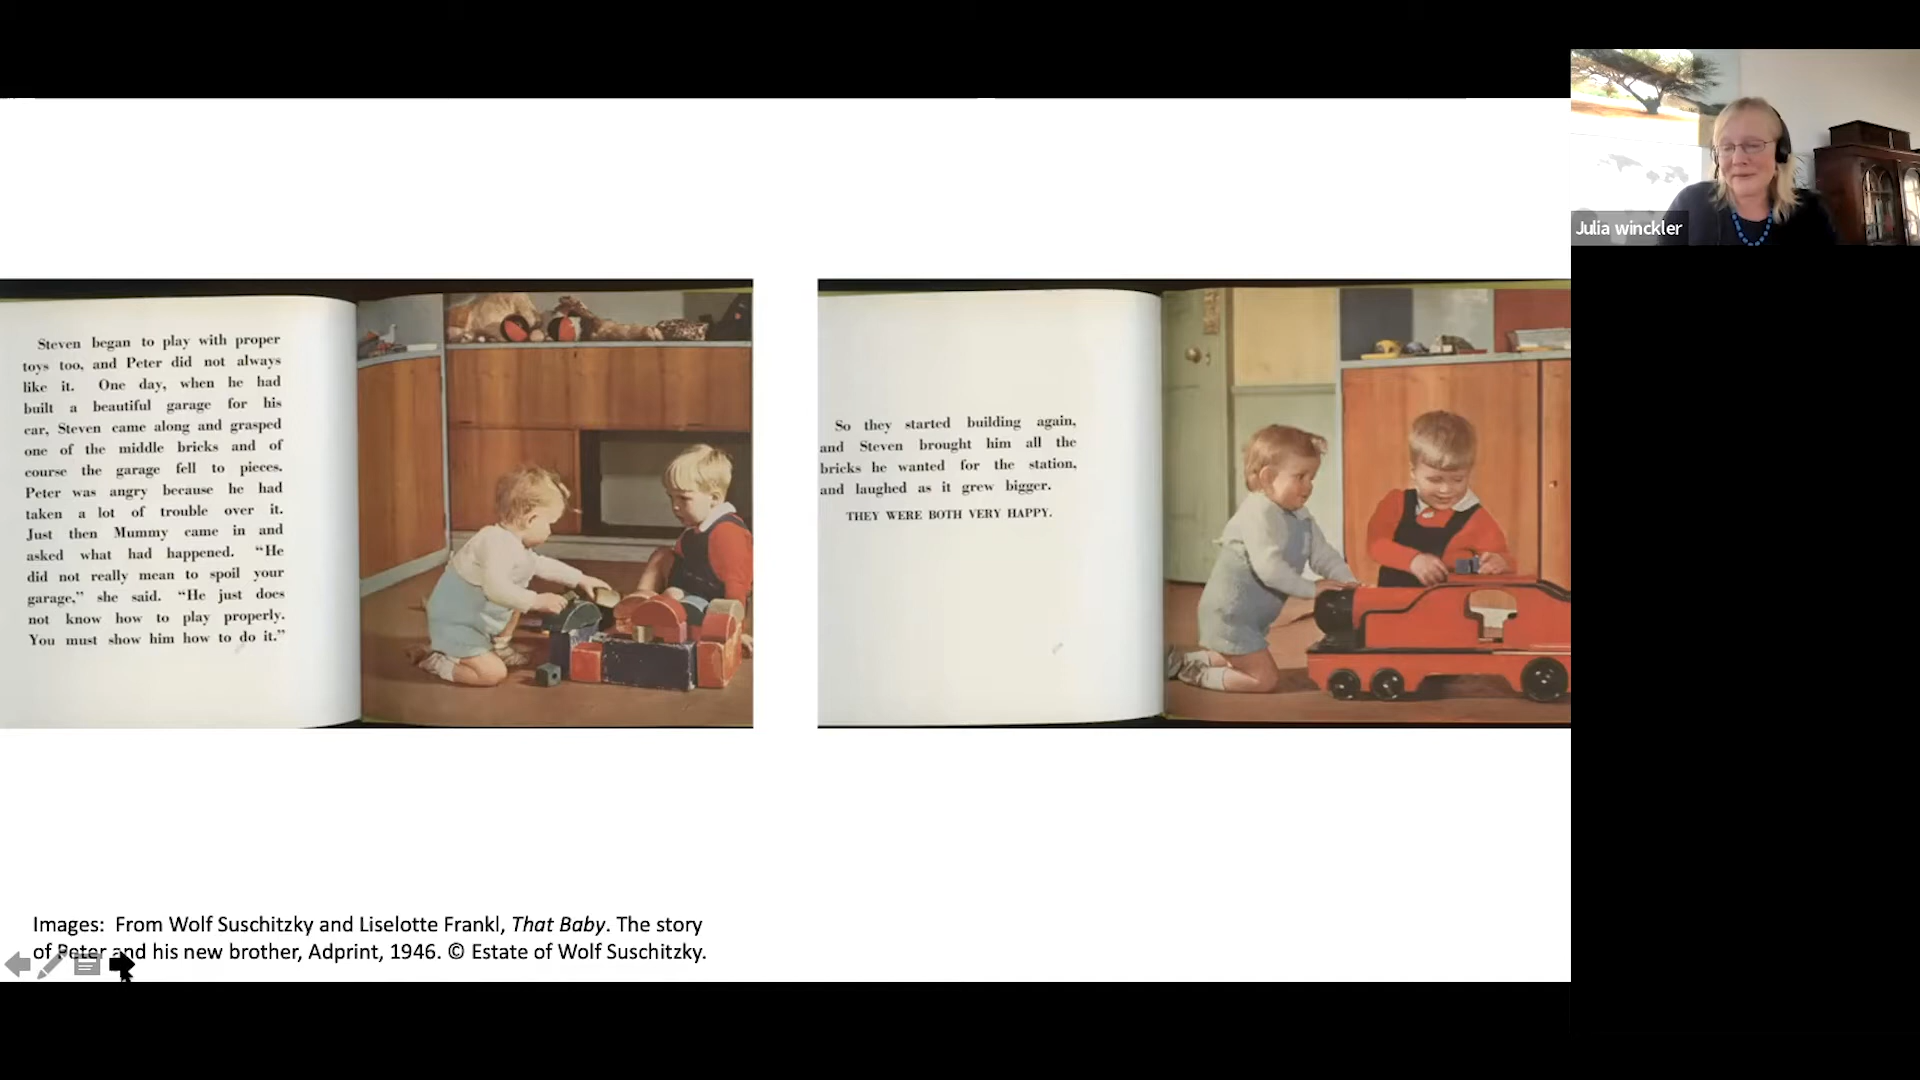 Steven began to play with proper
toys too, and Peter did not always
like it. One day, when he had
built a beautiful garage for his
car, Steven came along and grasped
one of the middle bricks and of
course the garage fell to pieces.
Peter was angry because he had
taken a lot of trouble over it.
Just then Mummy came in and
asked what had happened. “He
did not really mean to spoil your
garage,” she said. “He just does
not know how to play properly.
You must show him how to do it.”
So they started building again,
and Steven brought him all the
bricks he wanted for the station,
and laughed as it grew bigger.
THEY WERE BOTH VERY HAPPY.
Images: From Wolf Suschitzky and Liselotte Frankl, That Baby. The story
of Peter and his new brother, Adprint, 1946. © Estate of Wolf Suschitzky.
Julia winckler